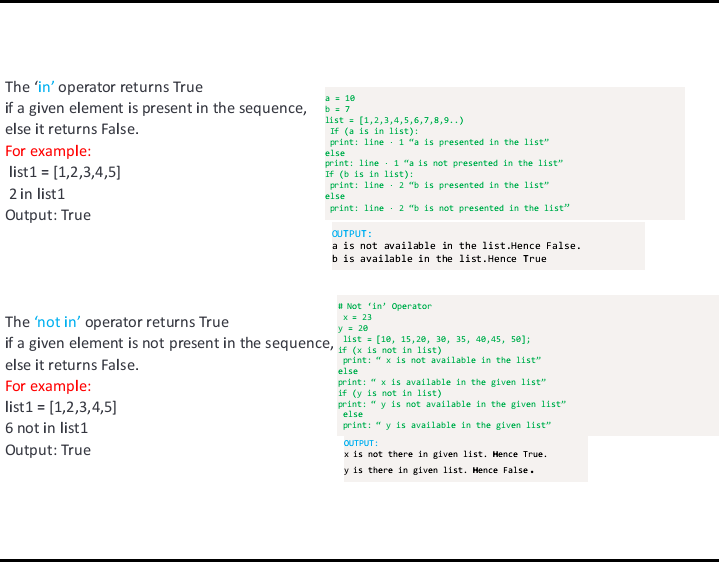 The ‘in’ operator returns True
if a given element is present in the sequence,
else it returns False.
For example:
list1 = [1,2,3,4,5]
2 in list1
Output: True
a = 10
b = 7
list = [1,2,3,4,5,6,7,8,9..)
If (a is in list):
print: line - 1 “a is presented in the list”
else
print: line - 1 “a is not presented in the list”
If (b is in list):
print: line - 2 “b is presented in the list”
else
print: line - 2 “b is not presented in the list”
OUTPUT:
a is not available in the list.Hence False.
b is available in the list.Hence True
The ‘not in’ operator returns True
if a given element is not present in the sequence,
else it returns False.
For example:
list1 = [1,2,3,4,5]
6 not in list1
Output: True
# Not ‘in’ Operator
x = 23
y = 20
list = [10, 15,20, 30, 35, 40,45, 50];
if (x is not in list)
print: “ x is not available in the list”
else
print: “ x is available in the given list”
if (y is not in list)
print: “ y is not available in the given list”
else
print: “ y is available in the given list”
OUTPUT:
x is not there in given list. Hence True.
y is there in given list. Hence False.